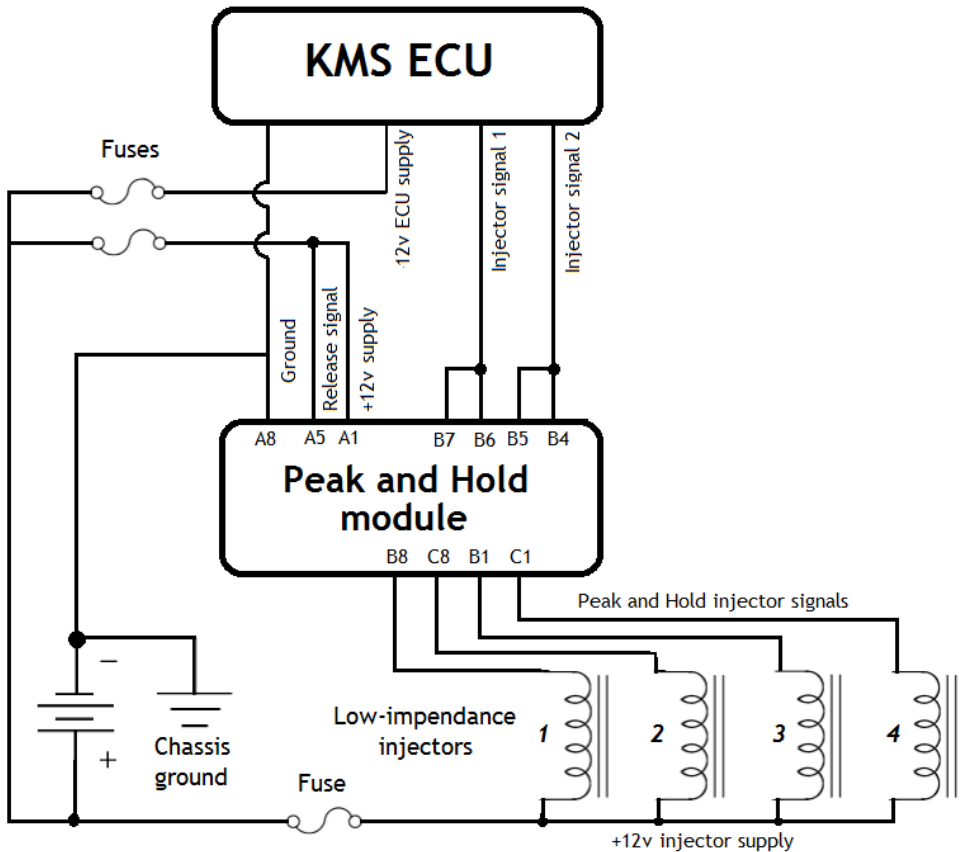 KMS ECU
Fuses
12v ECU supply
Injector signal 1
Injector signal 2
Ground
Release signal
+12v supply
A8 A5 A1 B7 B6 B5 B4
Peak and Hold
module
B8 C8 B1 C1
Peak and Hold injector signals
−
+
Chassis
ground
Low-impendance
injectors
1 2 3 4
Fuse
+12v injector supply